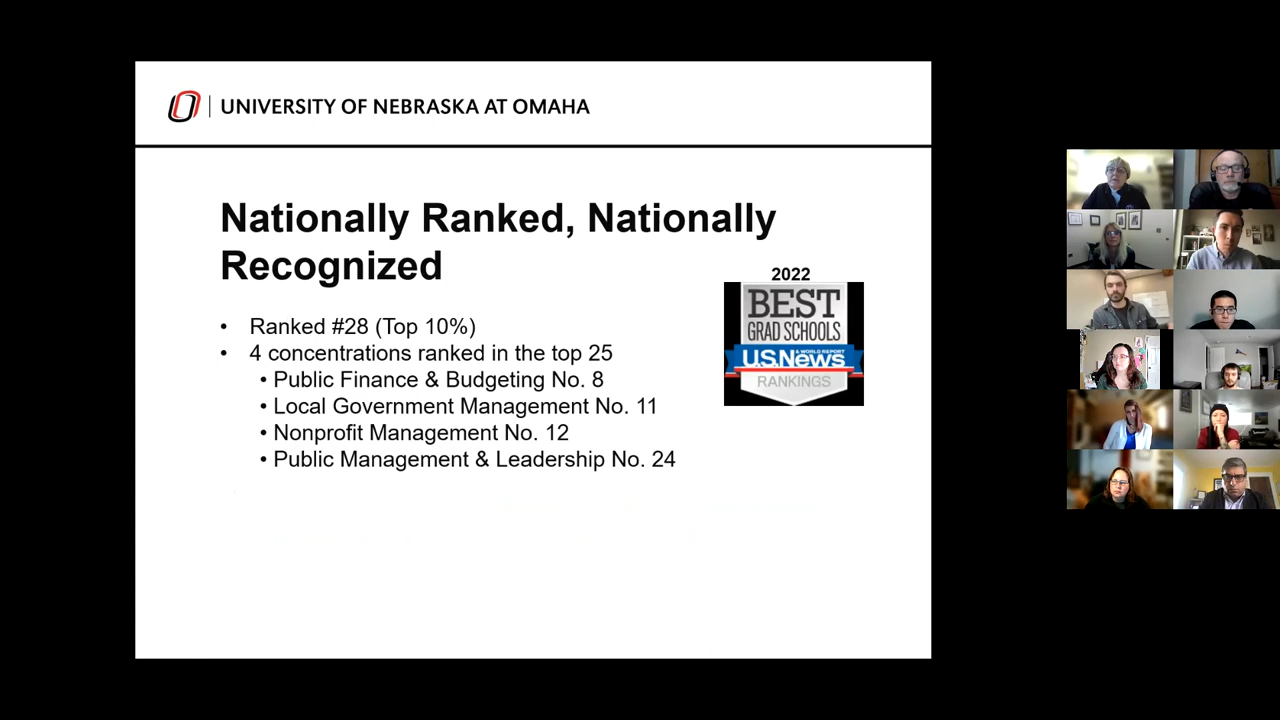 UNIVERSITY OF NEBRASKA AT OMAHA
Nationally Ranked, Nationally
Recognized
• Ranked #28 (Top 10%)
• 4 concentrations ranked in the top 25
• Public Finance & Budgeting No. 8
• Local Government Management No. 11
• Nonprofit Management No. 12
• Public Management & Leadership No. 24
2022
BEST
GRAD SCHOOLS
U.S.News & WORLD REPORT
RANKINGS